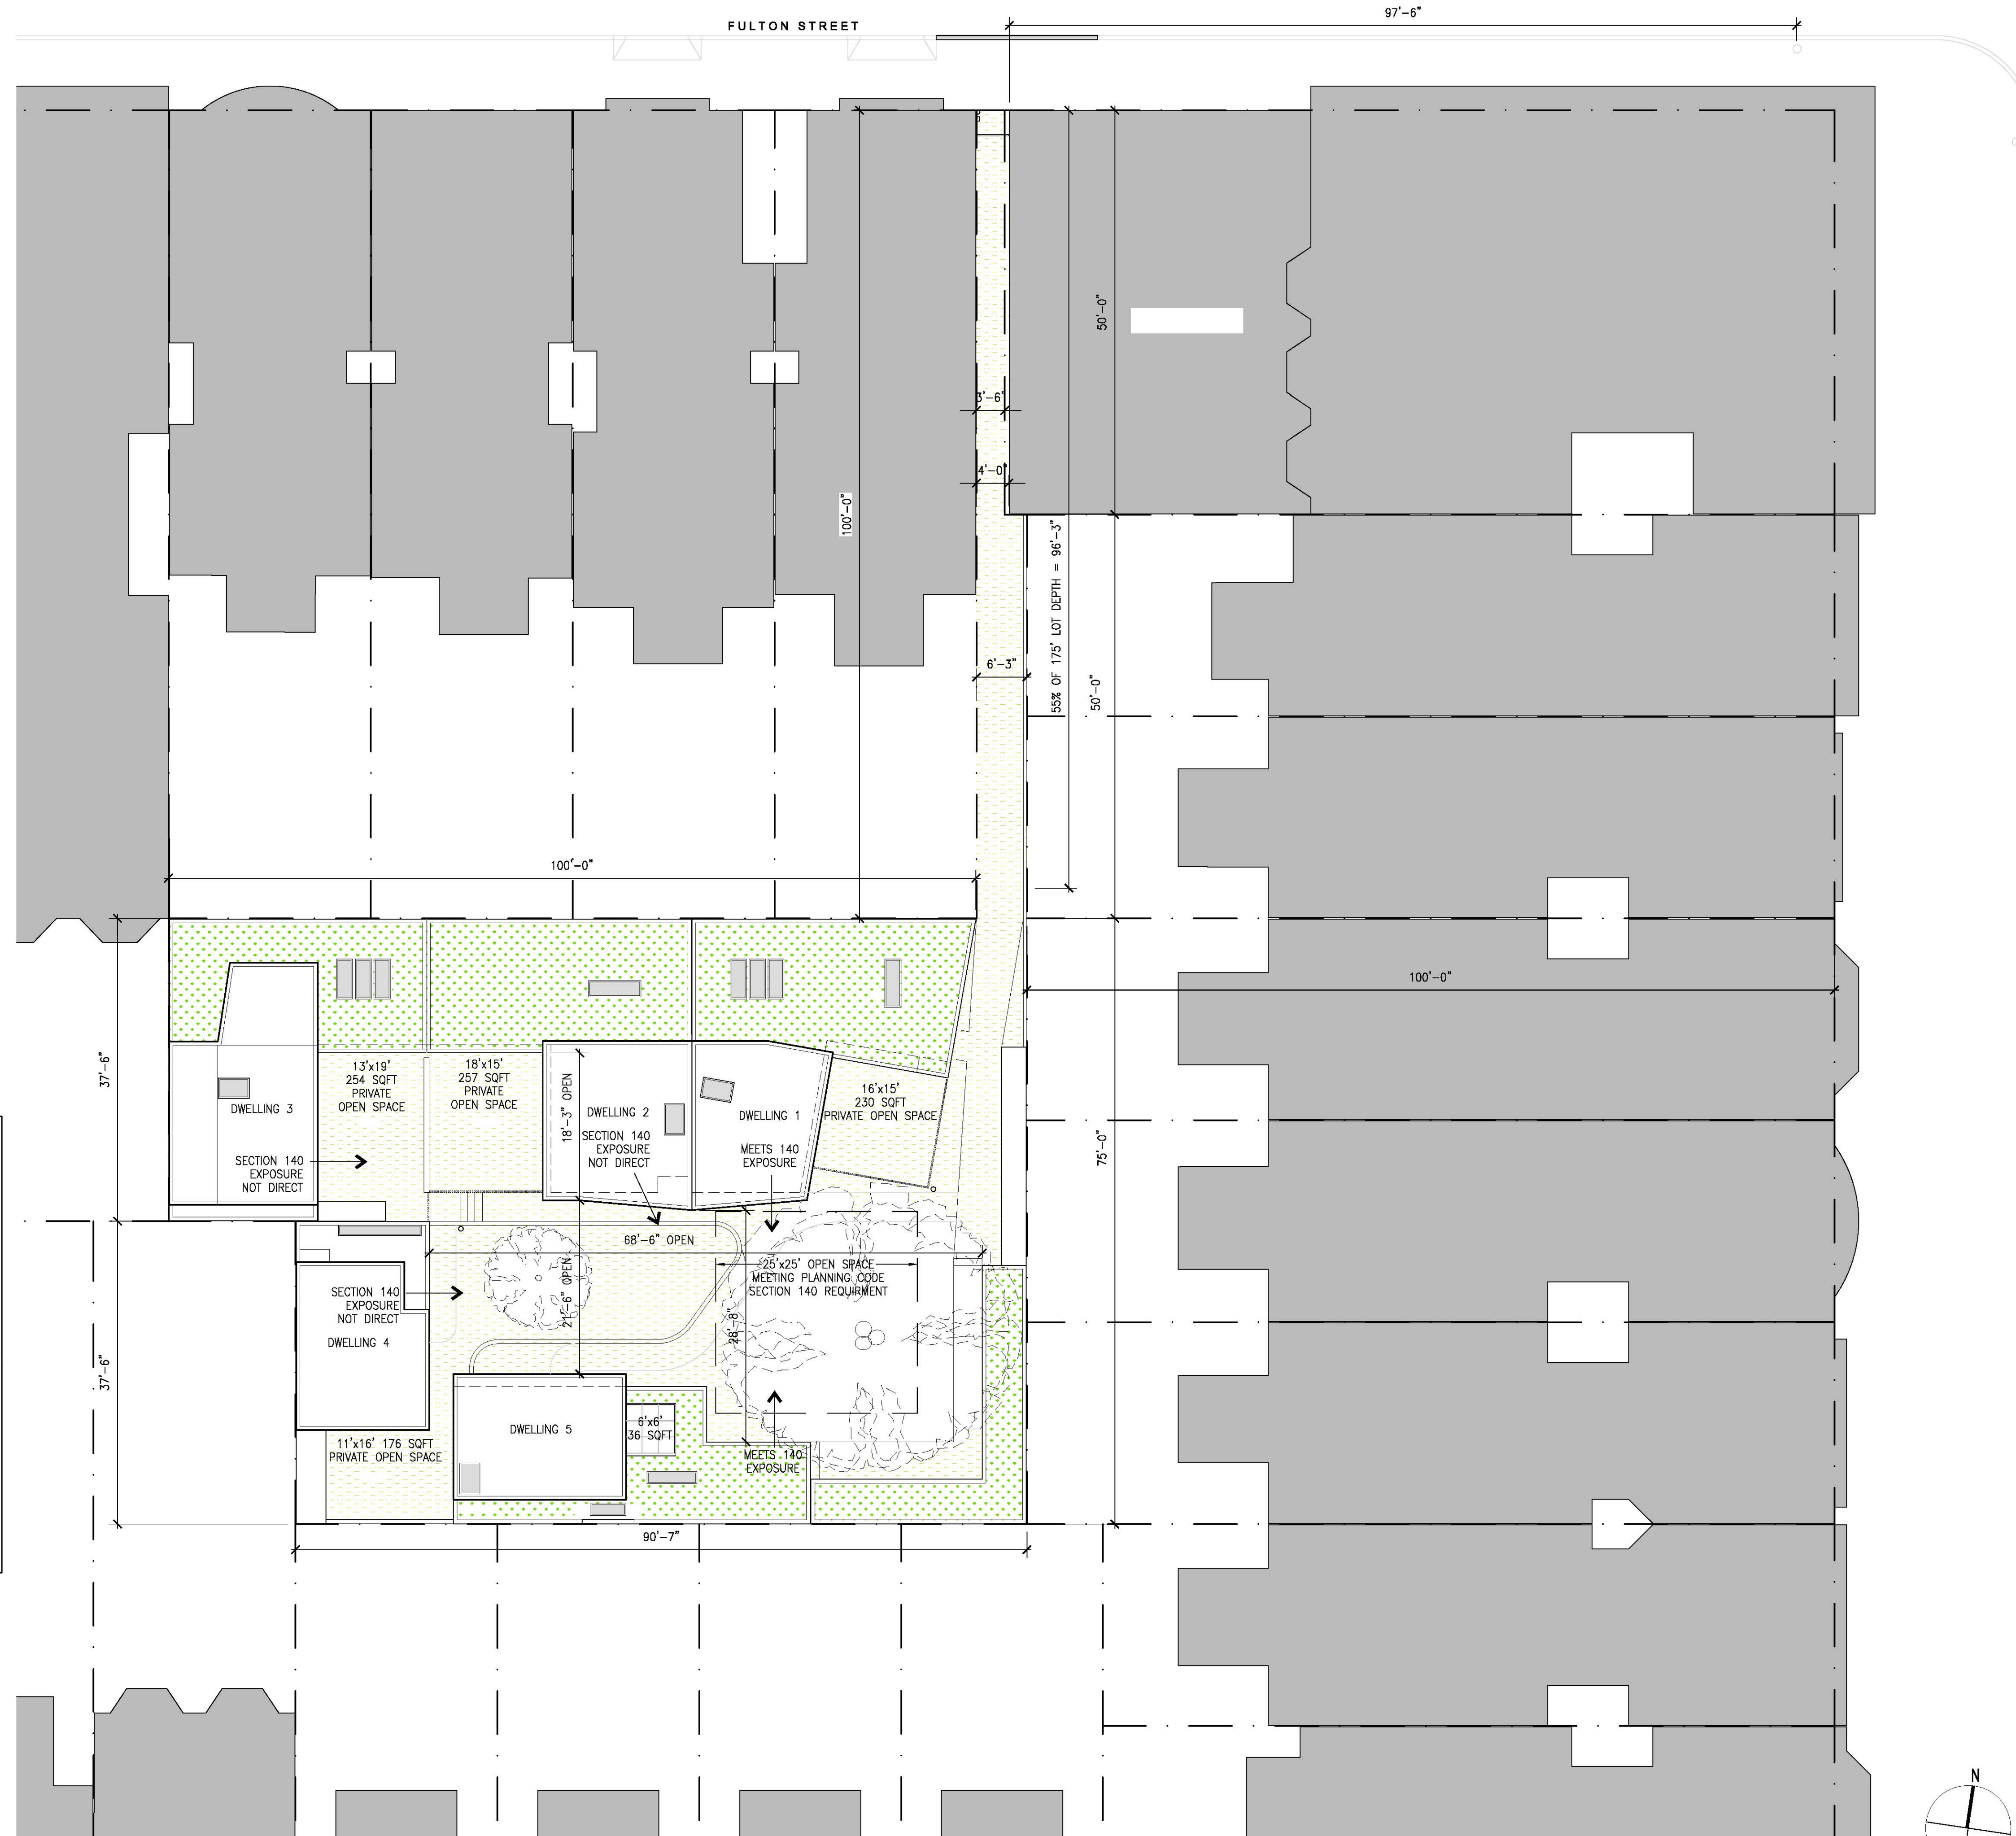 FULTON STREET
97'-6"
50'-0"
3'-6"
4'-0"
100'-0"
55% OF 175' LOT DEPTH = 96'-3"
6'-3"
50'-0"
100'-0"
100'-0"
37'-6"
13'x19'
254 SQFT
PRIVATE
OPEN SPACE
18'x15'
257 SQFT
PRIVATE
OPEN SPACE
18'-3" OPEN
DWELLING 3
DWELLING 2
DWELLING 1
16'x15'
230 SQFT
PRIVATE OPEN SPACE
SECTION 140
EXPOSURE
NOT DIRECT
SECTION 140
EXPOSURE
NOT DIRECT
MEETS 140
EXPOSURE
75'-0"
68'-6" OPEN
25'x25' OPEN SPACE
MEETING PLANNING CODE
SECTION 140 REQUIRMENT
21'-6" OPEN
28'-8"
SECTION 140
EXPOSURE
NOT DIRECT
DWELLING 4
37'-6"
DWELLING 5
6'x6'
36 SQFT
11'x16' 176 SQFT
PRIVATE OPEN SPACE
MEETS 140
EXPOSURE
90'-7"
N